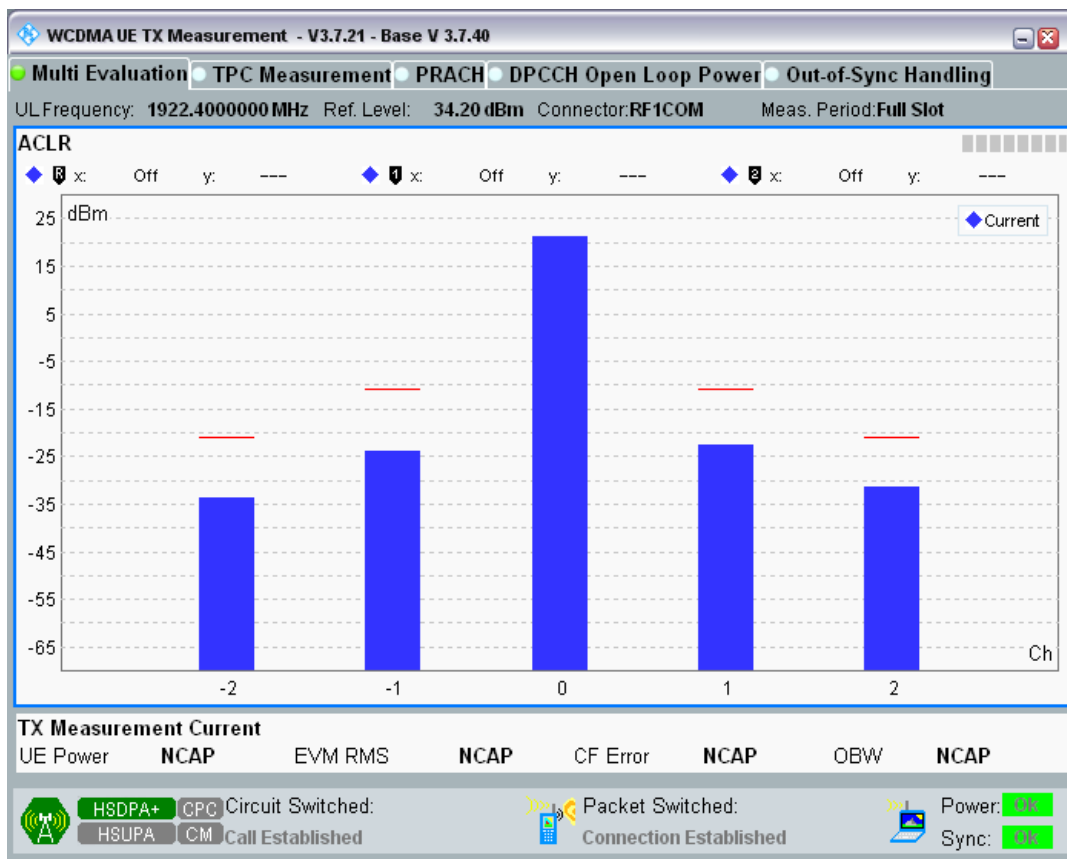 WCDMA UE TX Measurement - V3.7.21 - Base V 3.7.40
Multi Evaluation TPC Measurement PRACH DPCCH Open Loop Power Out-of-Sync Handling
UL Frequency: 1922.4000000 MHz Ref. Level: 34.20 dBm Connector:RF1COM Meas. Period:Full Slot
ACLR
R x: Off y: --- 1 x: Off y: --- 2 x: Off y: ---
dBm
Current
25
15
5
-5
-15
-25
-35
-45
-55
-65
Ch
-2 -1 0 1 2
TX Measurement Current
UE Power NCAP EVM RMS NCAP CF Error NCAP OBW NCAP
HSDPA+ CPC Circuit Switched: Packet Switched: Power: OK
HSUPA CM Call Established Connection Established Sync: OK